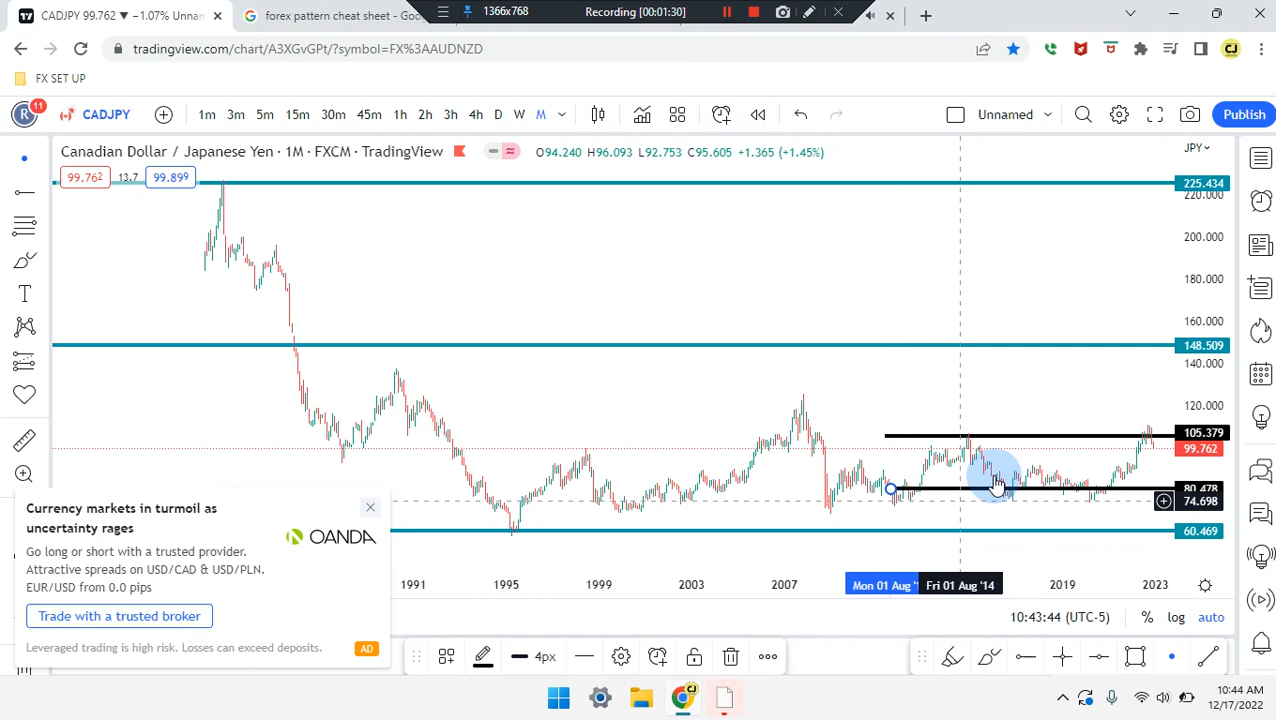 CAD 99.762 ▼ −1.07% Unnam
forex pattern cheat sheet - Goo
1366x768
Recording [00:01:30]
tradingview.com/chart/A3XGvGPt/?symbol=FX%3AAUDNZD
FX SET UP
R 11
CADJPY
1m 3m 5m 15m 30m 45m 1h 2h 3h 4h D W M
Unnamed
Publish
Canadian Dollar / Japanese Yen · 1M · FXCM · TradingView
O94.240 H96.093 L92.753 C95.605 +1.365 (+1.45%)
JPY
99.762 13.7 99.899
225.434
220.000
200.000
180.000
160.000
148.509
140.000
120.000
105.379
99.762
80.478
74.698
60.469
Currency markets in turmoil as
uncertainty rages
Go long or short with a trusted provider.
Attractive spreads on USD/CAD & USD/PLN.
EUR/USD from 0.0 pips
OANDA
Trade with a trusted broker
Leveraged trading is high risk. Losses can exceed deposits.
AD
1991 1995 1999 2003 2007 Mon 01 Aug '1 Fri 01 Aug '14 2019 2023
10:43:44 (UTC-5) % log auto
4px
CJ
10:44 AM
12/17/2022